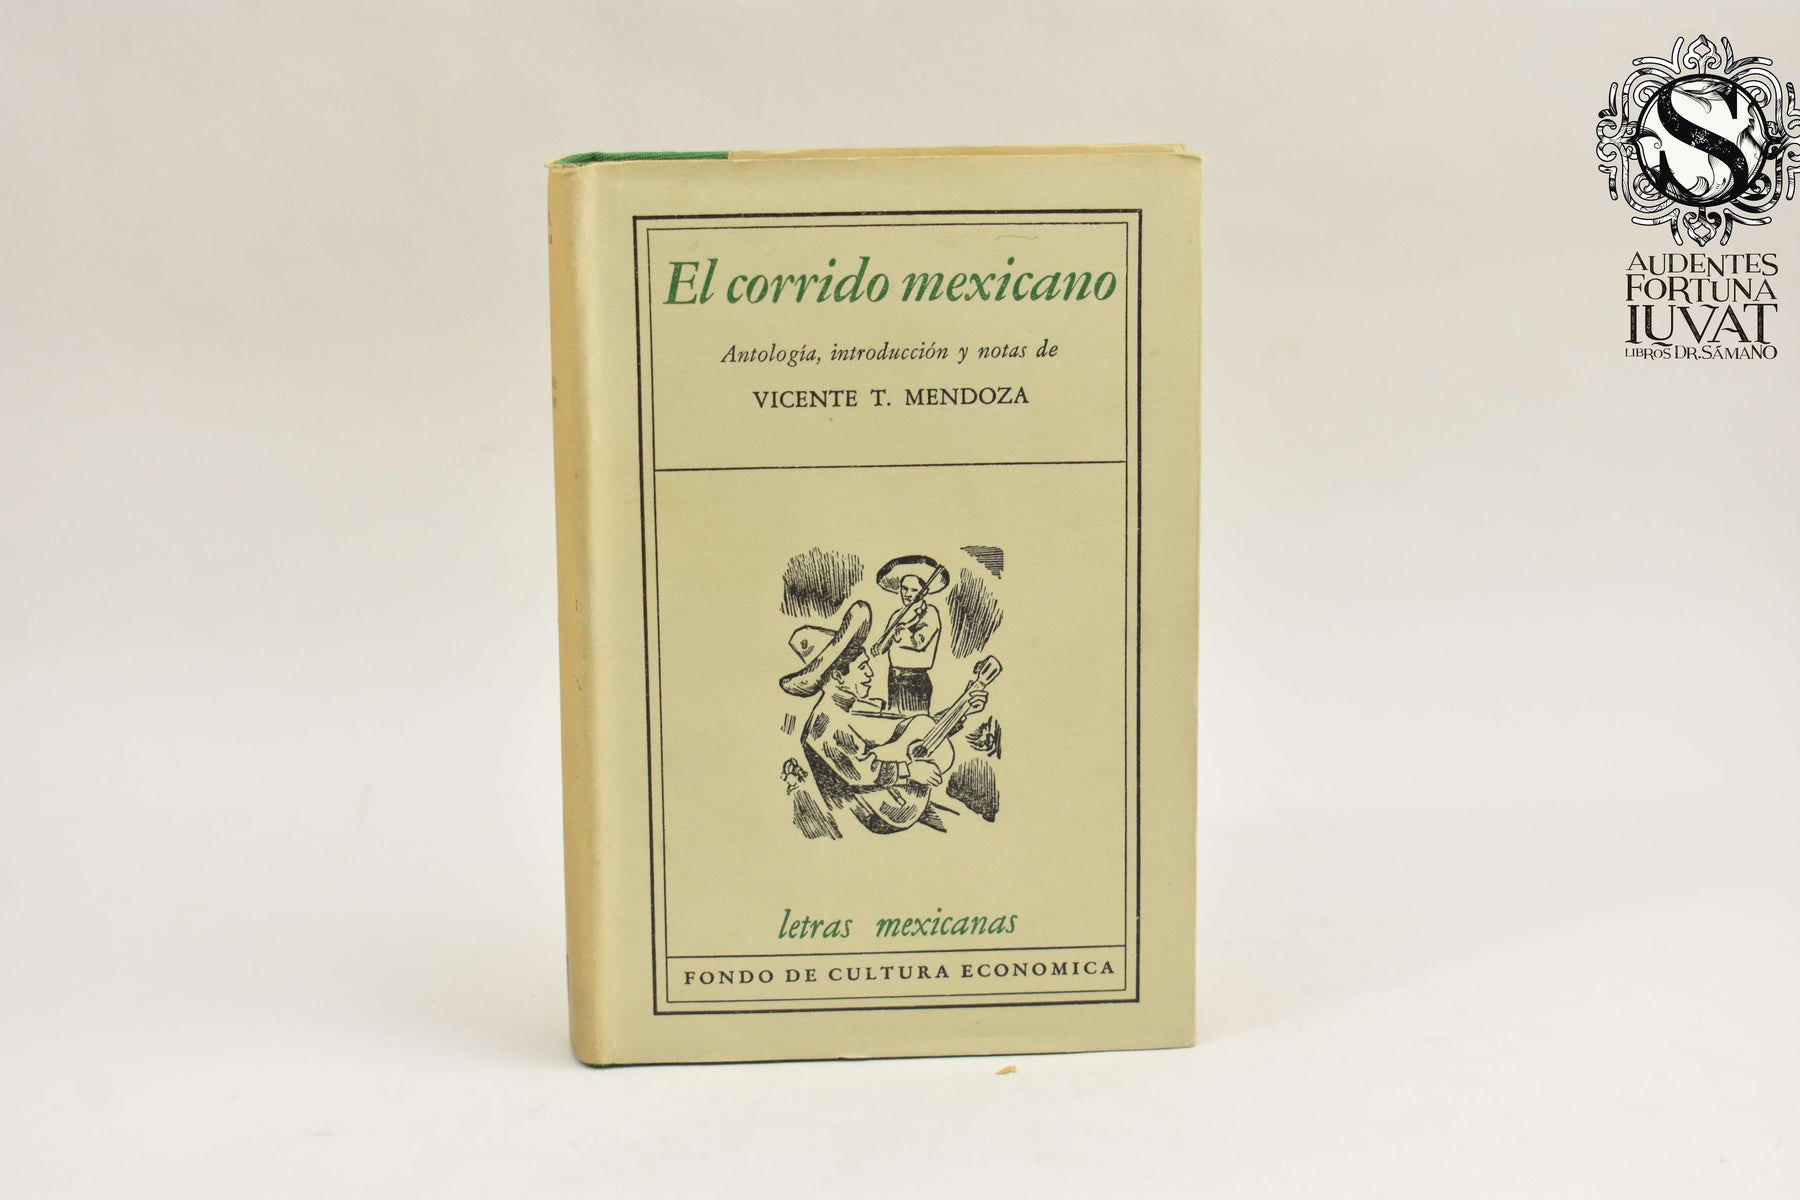 El corrido mexicano
Antología, introducción y notas de
VICENTE T. MENDOZA
letras mexicanas
FONDO DE CULTURA ECONOMICA
S
AUDENTES
FORTUNA
IUVAT
LIBROS DR. SÁMANO